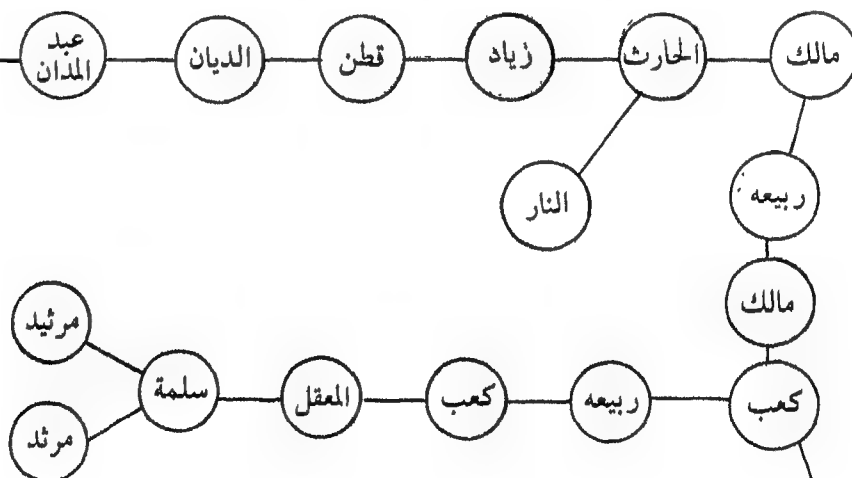 مالك
الحارث
زياد
قطن
الديان
عبد
المدان
النار
ربيعه
مالك
كعب
ربيعه
كعب
المعقل
سلمة
مرثيد
مرثد